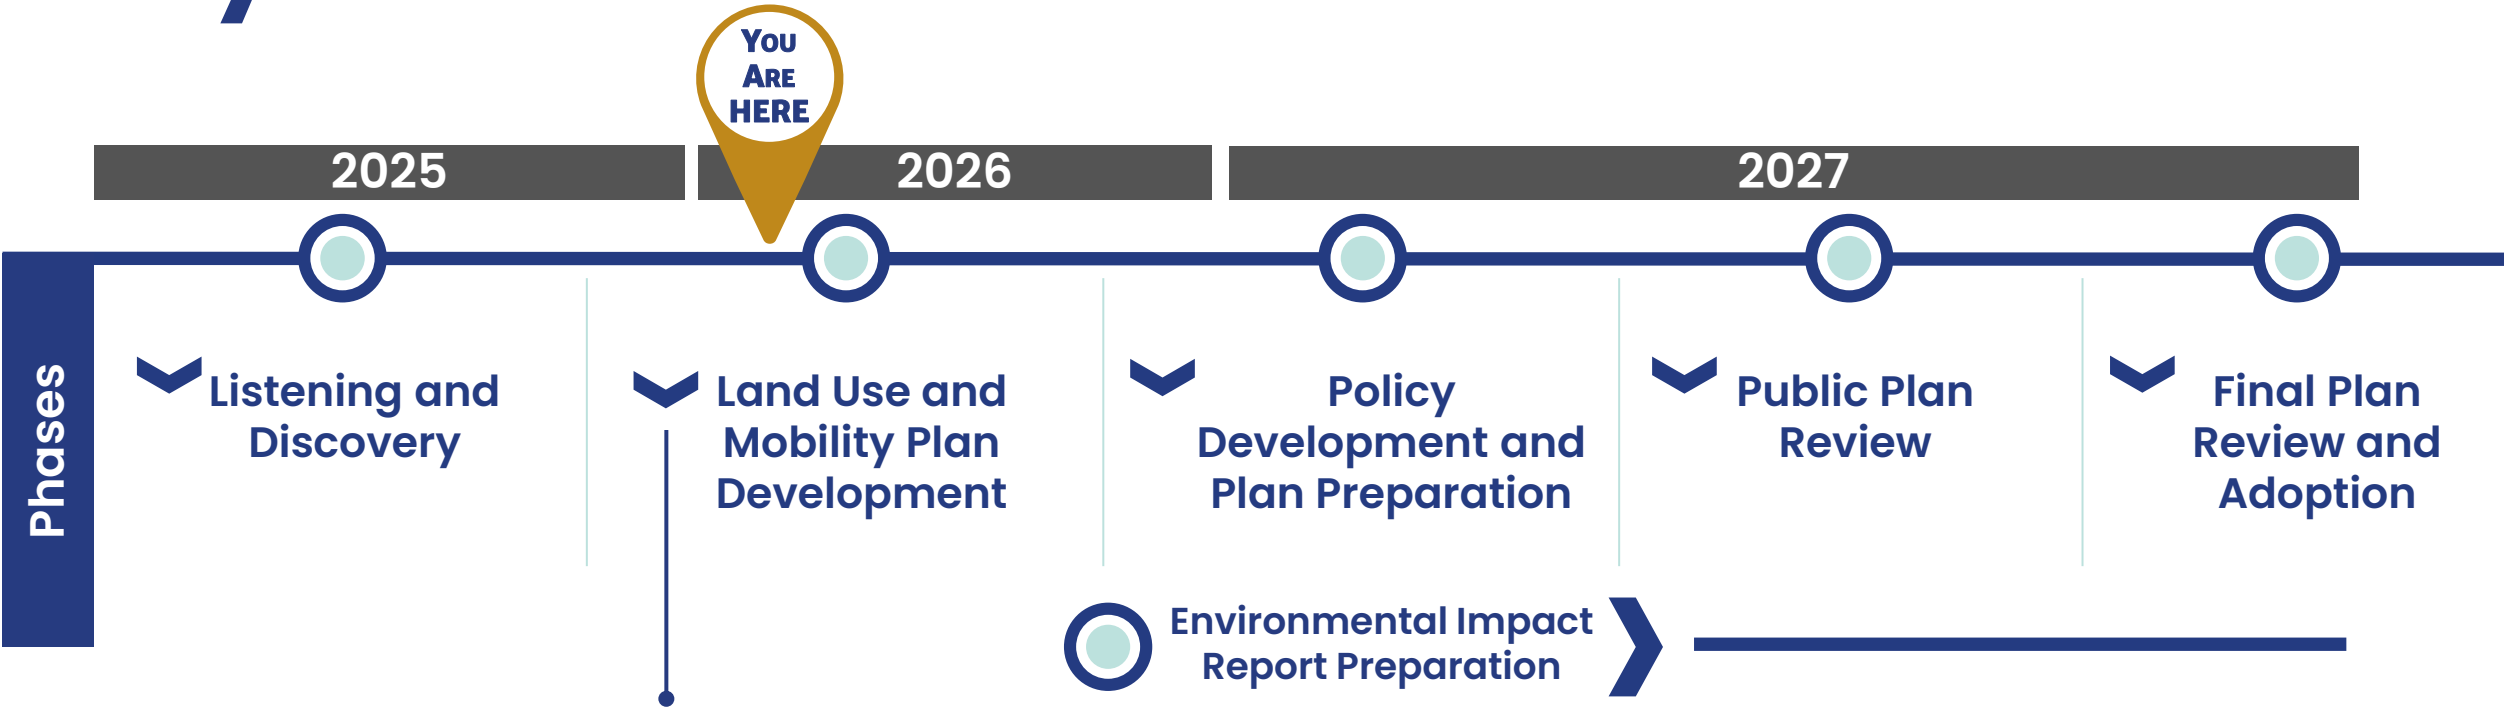 You
Are
HERE
2025
2026
2027
Phases
Listening and
Discovery
Land Use and
Mobility Plan
Development
Policy
Development and
Plan Preparation
Public Plan
Review
Final Plan
Review and
Adoption
Environmental Impact
Report Preparation